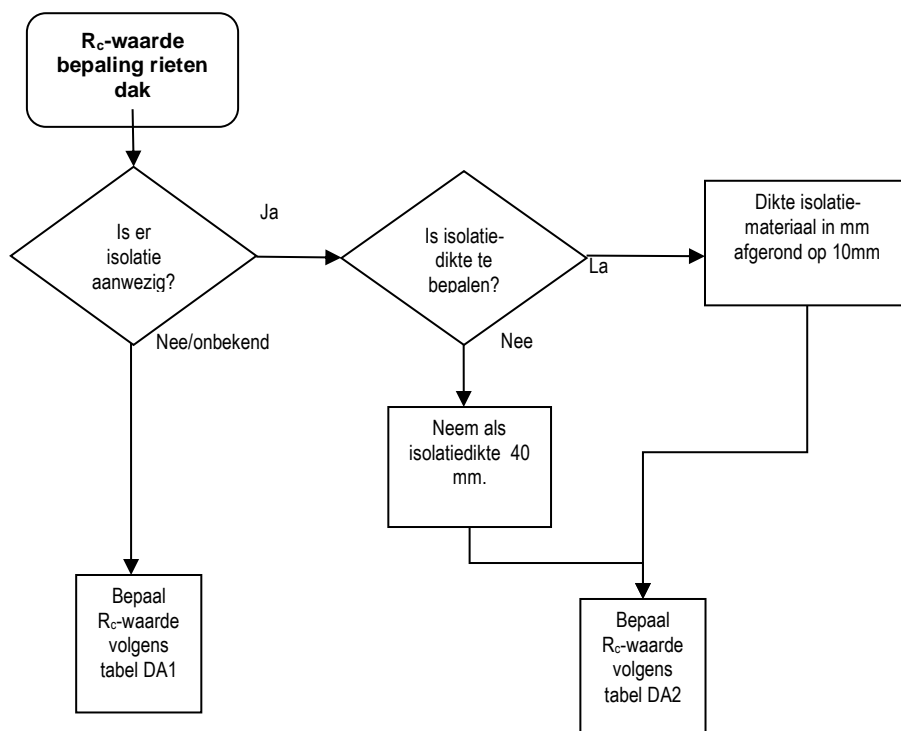 Rc-waarde
bepaling rieten
dak
Is er
isolatie
aanwezig?
Ja
Is isolatie-
dikte te
bepalen?
La
Dikte isolatie-
materiaal in mm
afgerond op 10mm
Nee/onbekend
Nee
Neem als
isolatiedikte 40
mm.
Bepaal
Rc-waarde
volgens
tabel DA1
Bepaal
Rc-waarde
volgens
tabel DA2